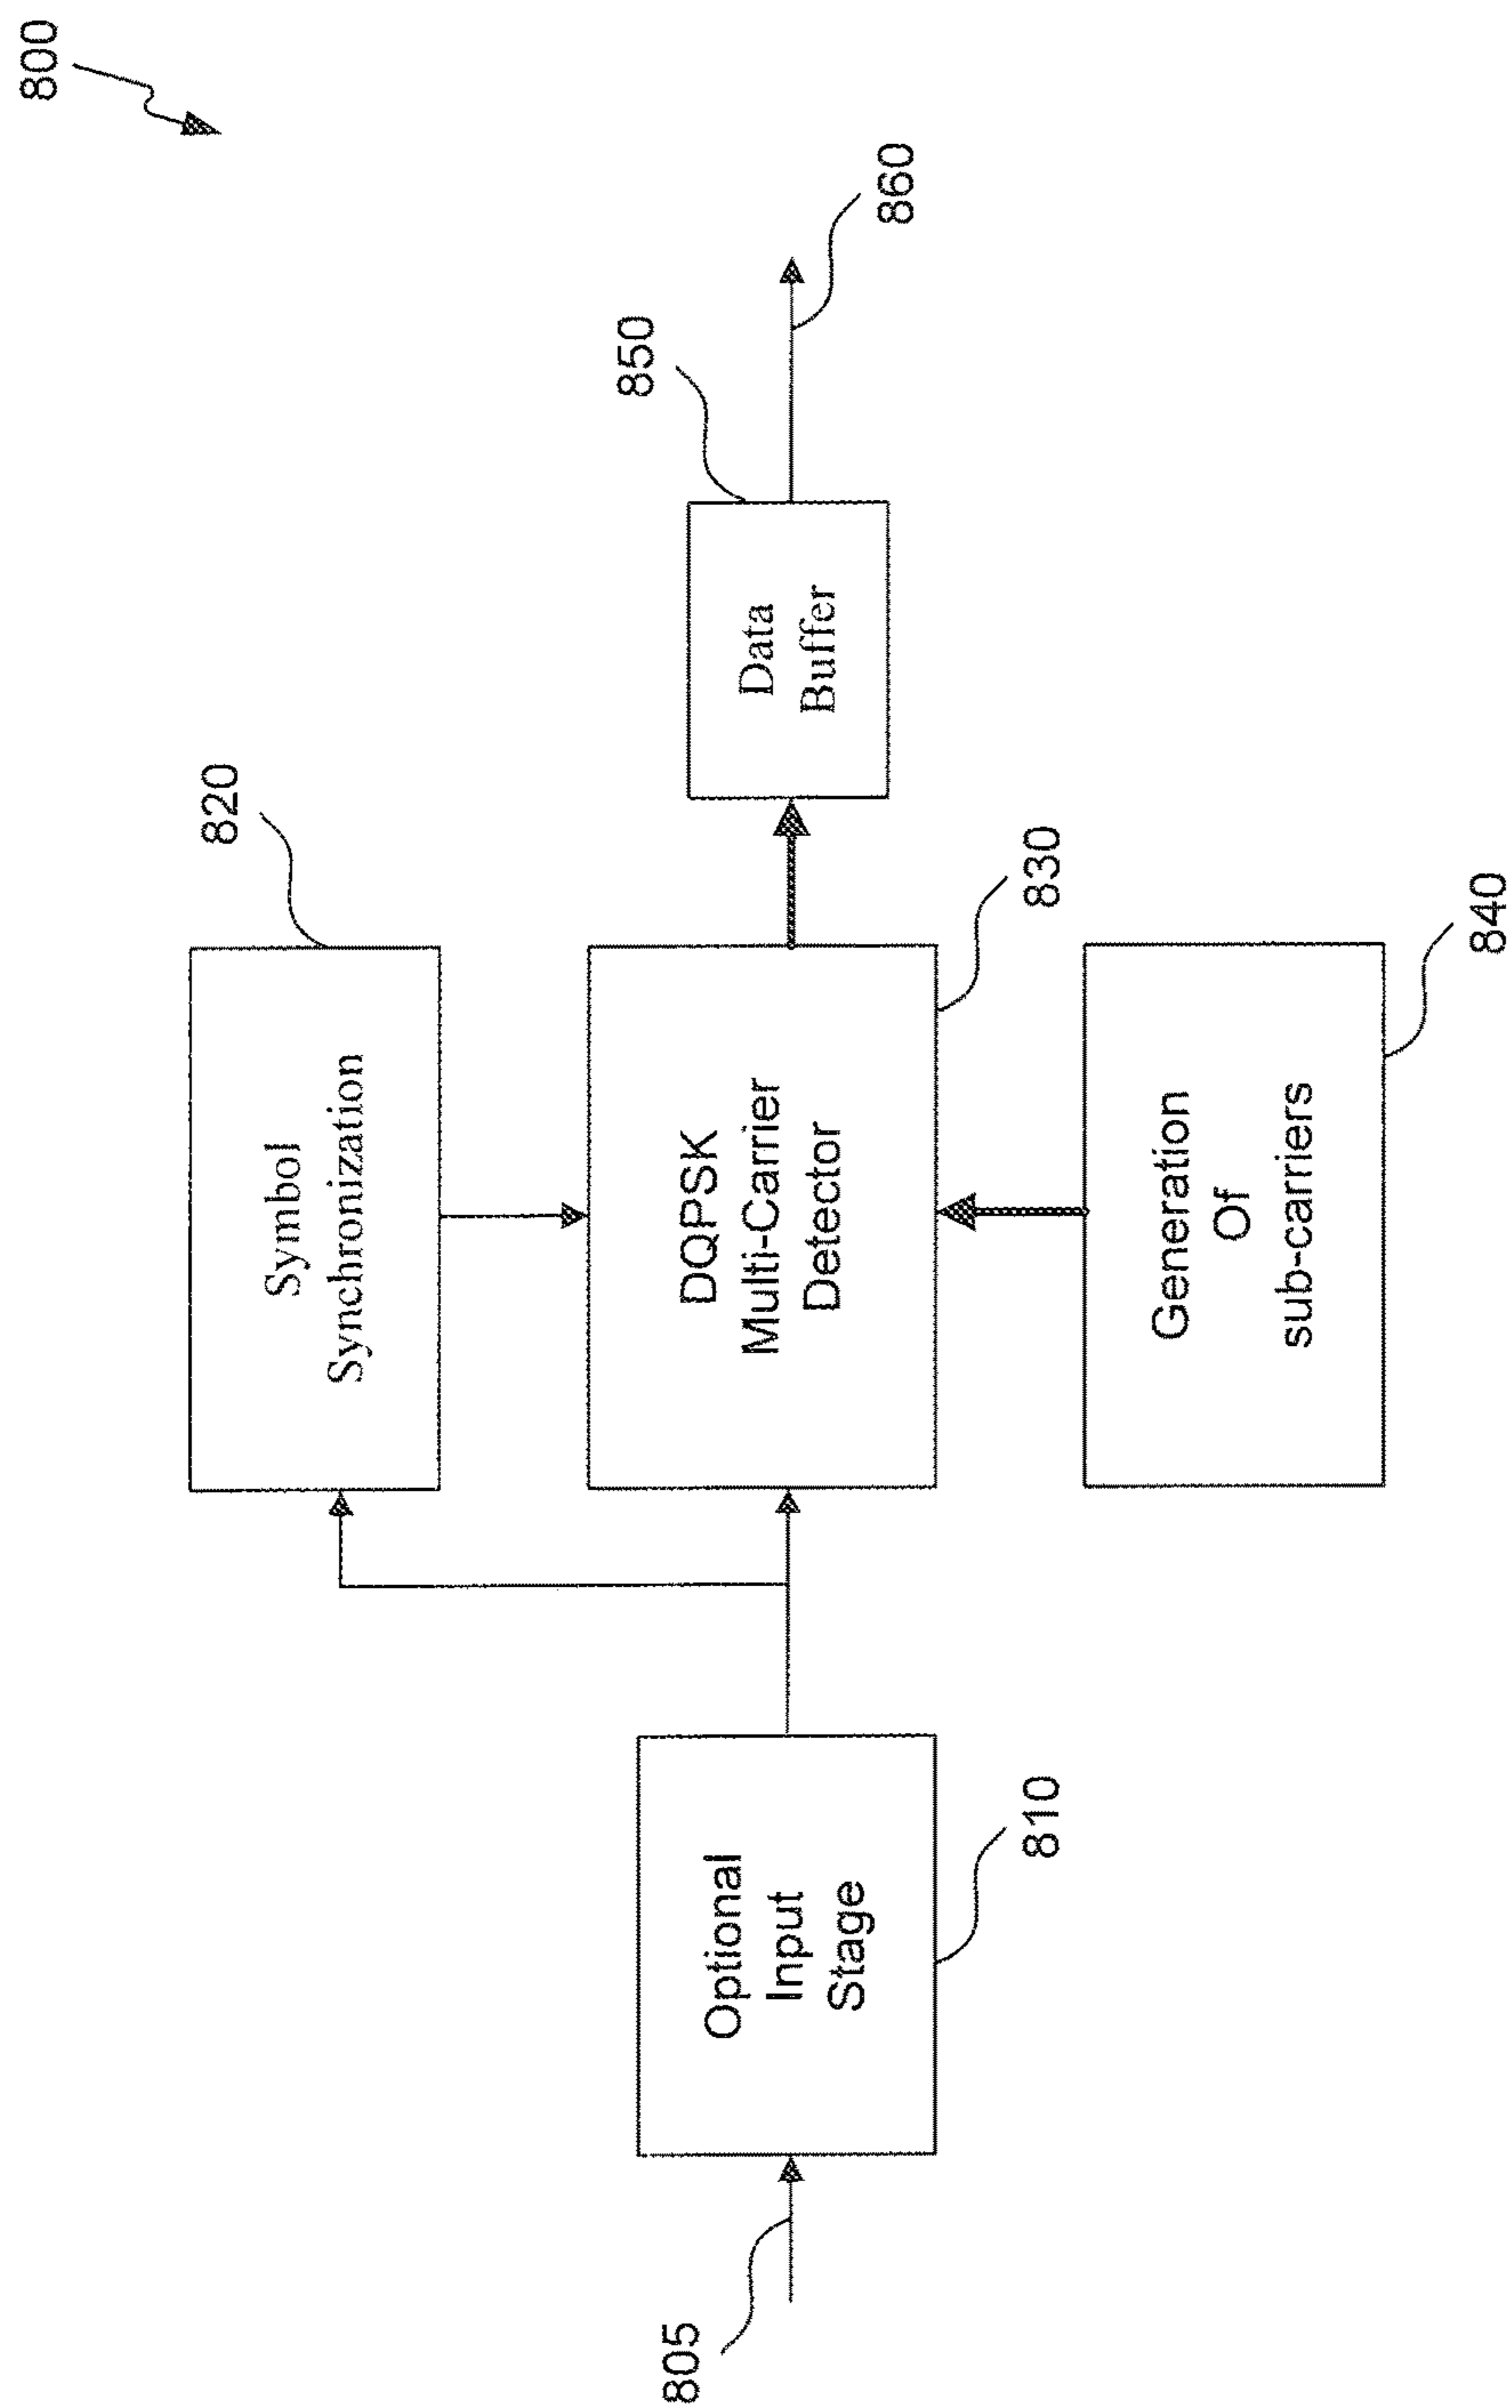 800
820
Symbol
Synchronization
850
860
805
Optional
Input
Stage
810
DQPSK
Multi-Carrier
Detector
830
Data
Buffer
Generation
Of
sub-carriers
840